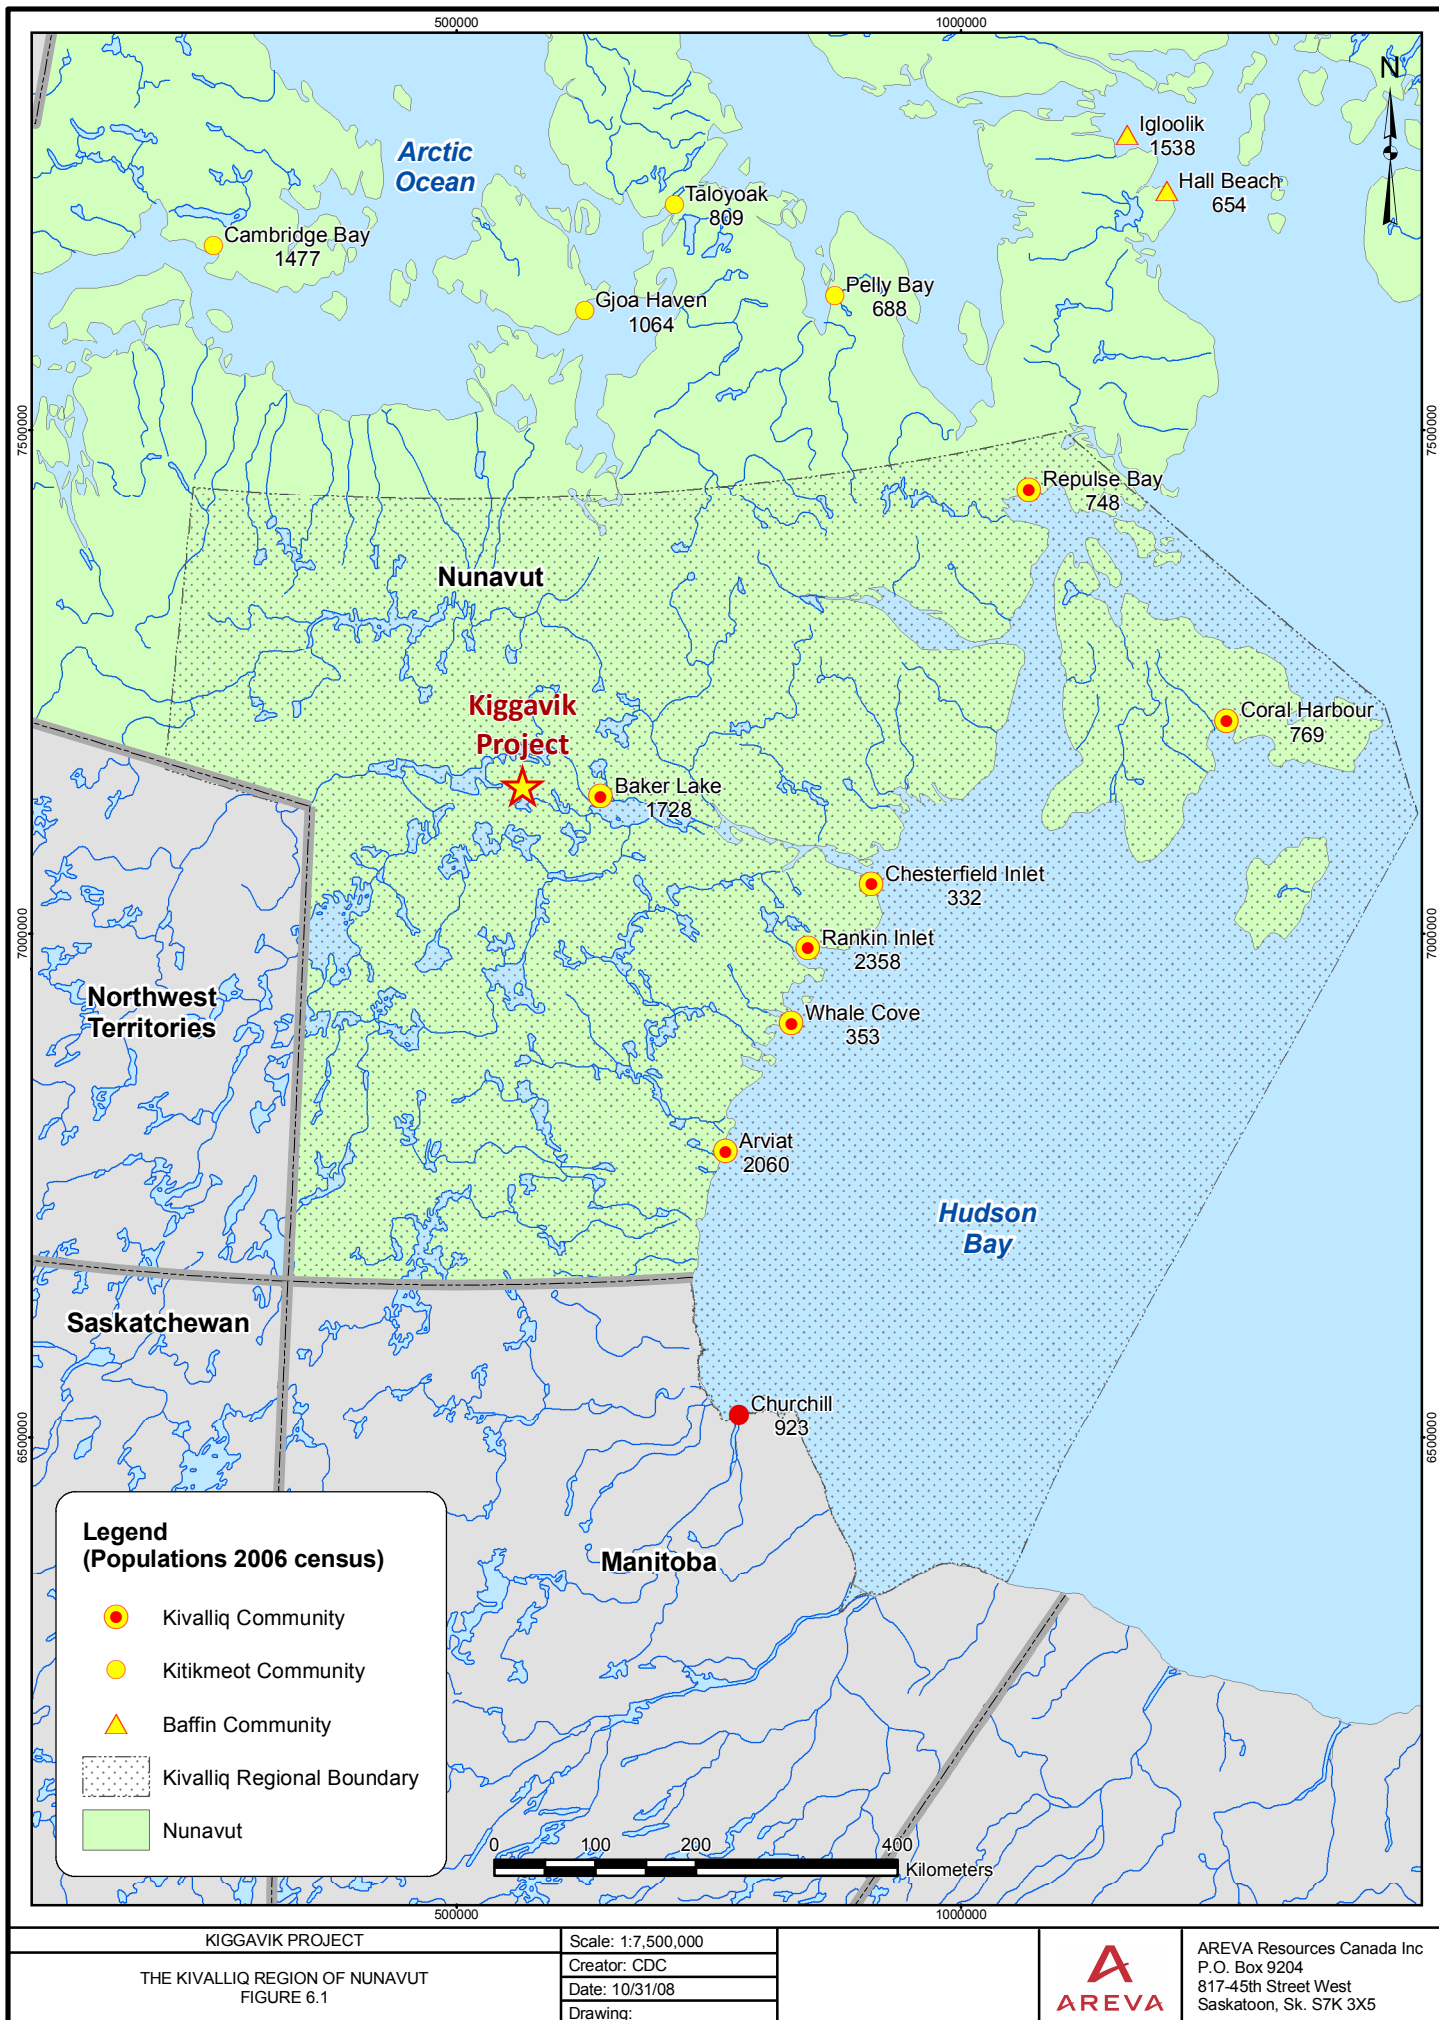 500000
1000000
N
Igloolik
1538
Arctic
Ocean
Hall Beach
654
Taloyoak
809
Cambridge Bay
1477
Pelly Bay
688
Gjoa Haven
1064
7500000
7500000
Repulse Bay
748
Nunavut
Kiggavik
Project
Coral Harbour
769
Baker Lake
1728
Chesterfield Inlet
332
7000000
7000000
Rankin Inlet
2358
Northwest
Territories
Whale Cove
353
Arviat
2060
Hudson
Bay
Saskatchewan
Churchill
923
6500000
6500000
Manitoba
Legend
(Populations 2006 census)
Kivalliq Community
Kitikmeot Community
Baffin Community
Kivalliq Regional Boundary
Nunavut
0 100 200 400
Kilometers
500000
1000000
KIGGAVIK PROJECT
THE KIVALLIQ REGION OF NUNAVUT
FIGURE 6.1
Scale: 1:7,500,000
Creator: CDC
Date: 10/31/08
Drawing:
AREVA
AREVA Resources Canada Inc
P.O. Box 9204
817-45th Street West
Saskatoon, Sk. S7K 3X5